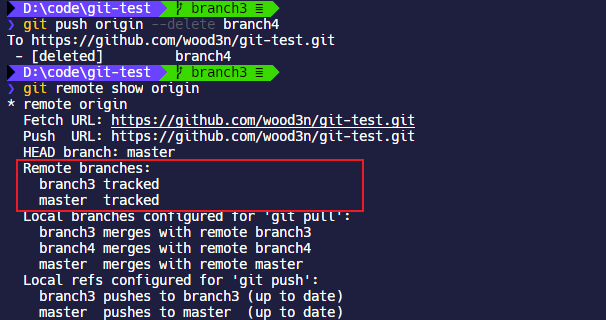 D:\code\git-test branch3 ≡
❯ git push origin --delete branch4
To https://github.com/wood3n/git-test.git
 - [deleted]         branch4
D:\code\git-test branch3 ≡
❯ git remote show origin
* remote origin
  Fetch URL: https://github.com/wood3n/git-test.git
  Push  URL: https://github.com/wood3n/git-test.git
  HEAD branch: master
  Remote branches:
    branch3 tracked
    master  tracked
  Local branches configured for 'git pull':
    branch3 merges with remote branch3
    branch4 merges with remote branch4
    master  merges with remote master
  Local refs configured for 'git push':
    branch3 pushes to branch3 (up to date)
    master  pushes to master  (up to date)